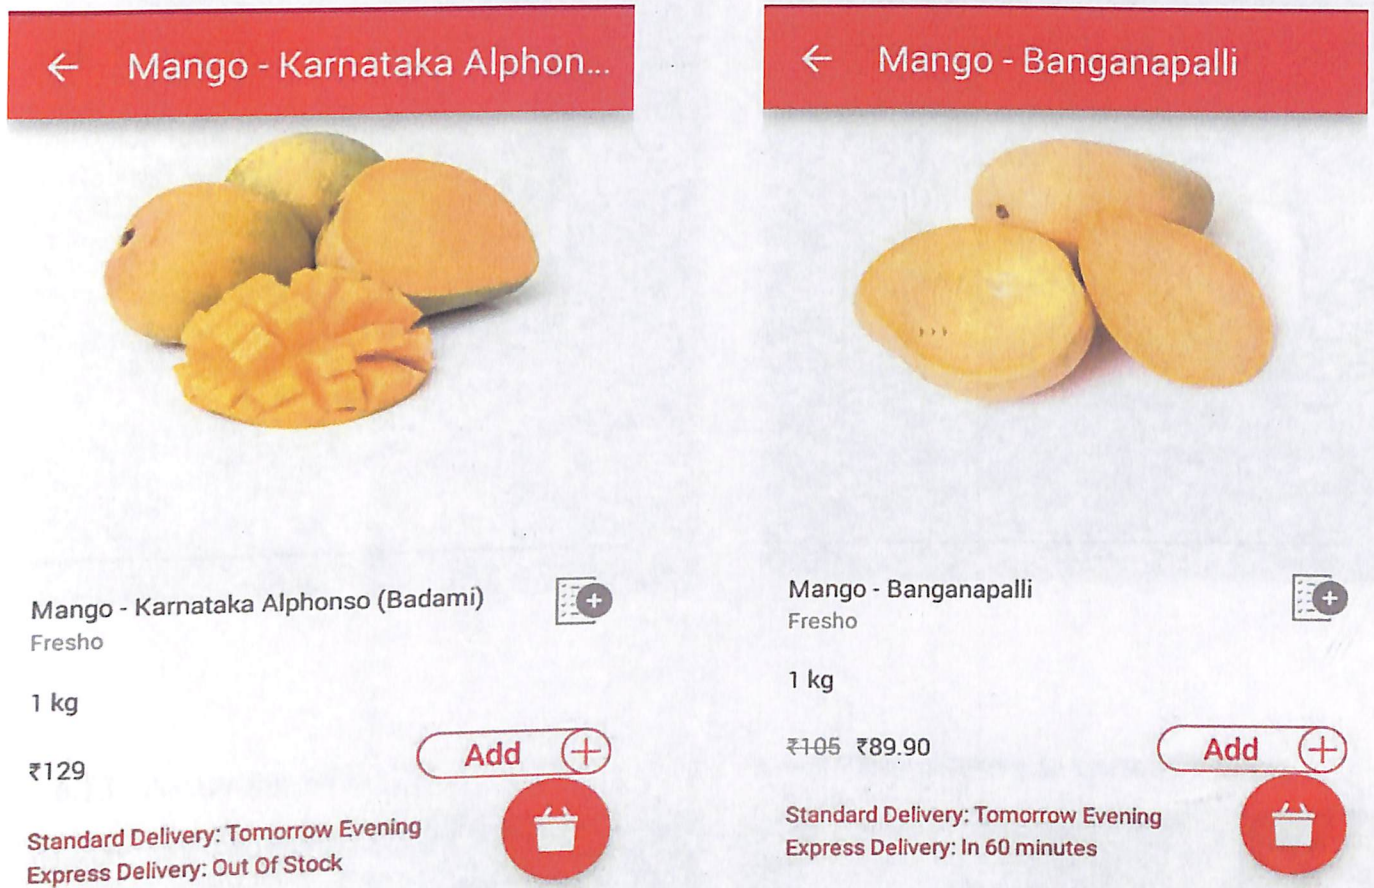 Mango - Karnataka Alphon...
Mango - Karnataka Alphonso (Badami)
Fresho
1 kg
₹129
Add
Standard Delivery: Tomorrow Evening
Express Delivery: Out Of Stock
Mango - Banganapalli
Mango - Banganapalli
Fresho
1 kg
₹105 ₹89.90
Add
Standard Delivery: Tomorrow Evening
Express Delivery: In 60 minutes